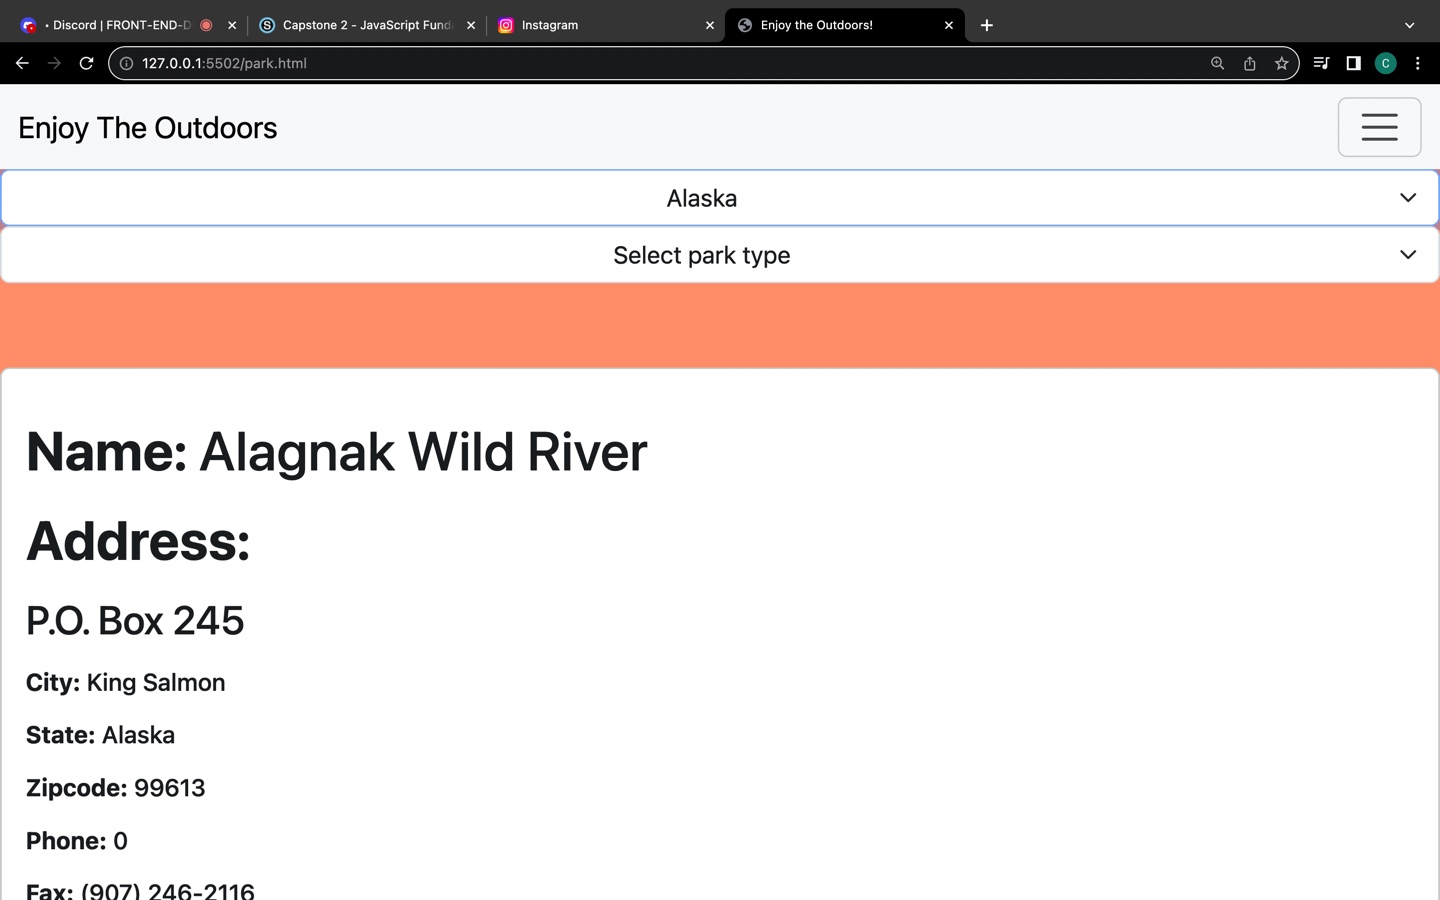 • Discord | FRONT-END-D
Capstone 2 - JavaScript Fund
Instagram
Enjoy the Outdoors!
127.0.0.1:5502/park.html
C
Enjoy The Outdoors
Alaska
Select park type
Name: Alagnak Wild River
Address:
P.O. Box 245
City: King Salmon
State: Alaska
Zipcode: 99613
Phone: 0
Fax: (907) 246-2116